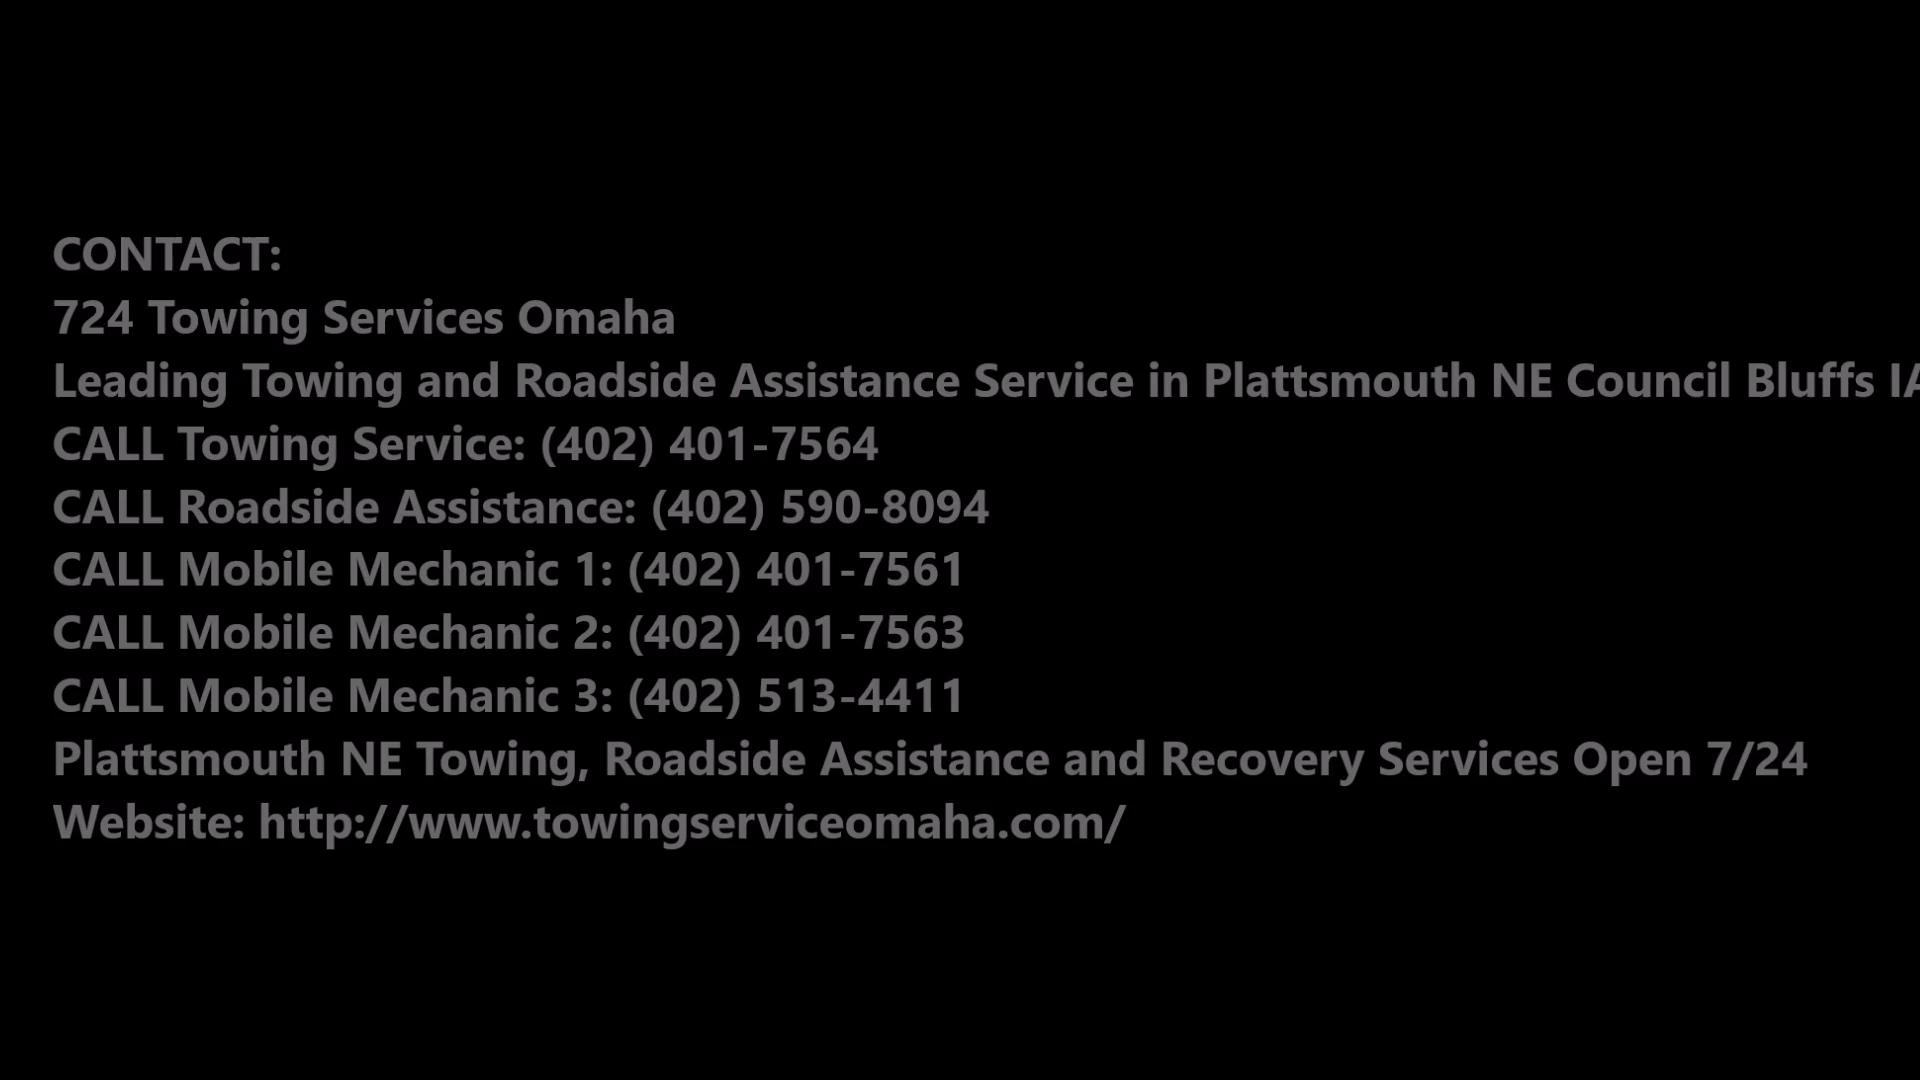 CONTACT:
724 Towing Services Omaha
Leading Towing and Roadside Assistance Service in Plattsmouth NE Council Bluffs IA
CALL Towing Service: (402) 401-7564
CALL Roadside Assistance: (402) 590-8094
CALL Mobile Mechanic 1: (402) 401-7561
CALL Mobile Mechanic 2: (402) 401-7563
CALL Mobile Mechanic 3: (402) 513-4411
Plattsmouth NE Towing, Roadside Assistance and Recovery Services Open 7/24
Website: http://www.towingserviceomaha.com/